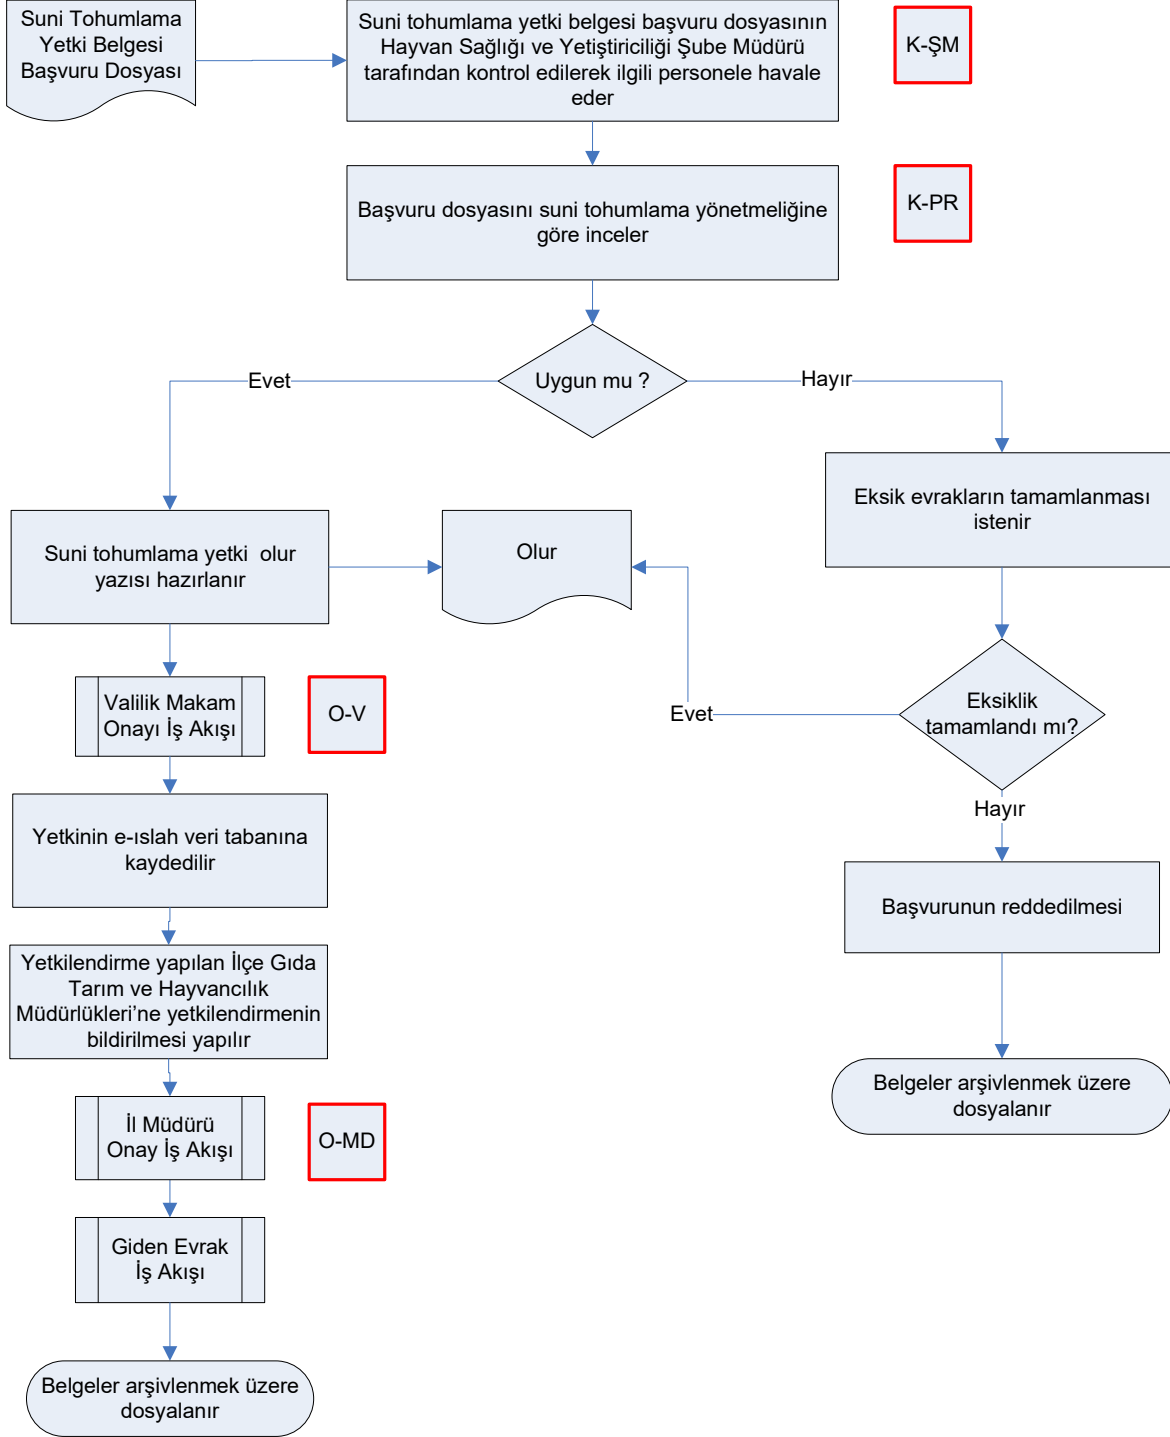 Suni Tohumlama
Yetki Belgesi
Başvuru Dosyası
Suni tohumlama yetki belgesi başvuru dosyasının
Hayvan Sağlığı ve Yetiştiriciliği Şube Müdürü
tarafından kontrol edilerek ilgili personele havale
eder
K-ŞM
Başvuru dosyasını suni tohumlama yönetmeliğine
göre inceler
K-PR
Uygun mu ?
Evet
Hayır
Eksik evrakların tamamlanması
istenir
Suni tohumlama yetki  olur
yazısı hazırlanır
Olur
Valilik Makam
Onayı İş Akışı
O-V
Eksiklik
tamamlandı mı?
Evet
Hayır
Yetkinin e-ıslah veri tabanına
kaydedilir
Başvurunun reddedilmesi
Yetkilendirme yapılan İlçe Gıda
Tarım ve Hayvancılık
Müdürlükleri’ne yetkilendirmenin
bildirilmesi yapılır
Belgeler arşivlenmek üzere
dosyalanır
İl Müdürü
Onay İş Akışı
O-MD
Giden Evrak
İş Akışı
Belgeler arşivlenmek üzere
dosyalanır